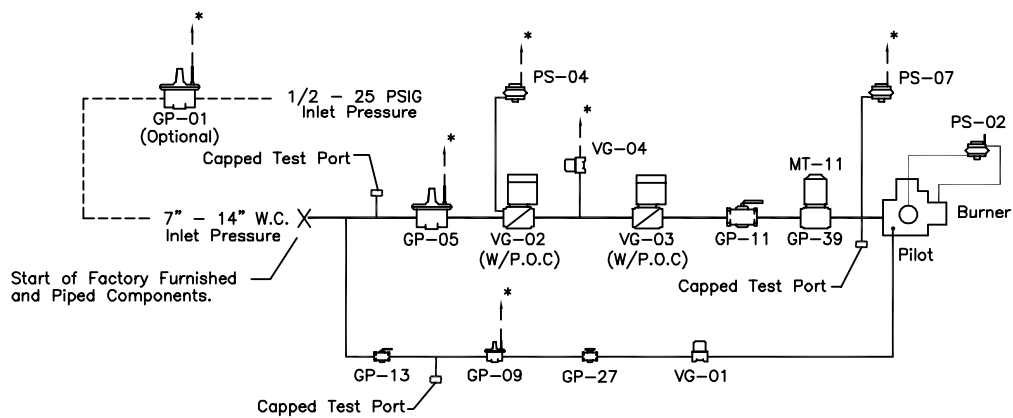 *
*
*
PS-04
PS-07
1/2 - 25 PSIG
Inlet Pressure
GP-01
(Optional)
*
*
PS-02
Capped Test Port
VG-04
MT-11
7" - 14" W.C.
Inlet Pressure
GP-05
VG-02
(W/P.O.C)
VG-03
(W/P.O.C)
GP-11
GP-39
Burner
Pilot
Start of Factory Furnished
and Piped Components.
Capped Test Port
*
GP-13
GP-09
GP-27
VG-01
Capped Test Port